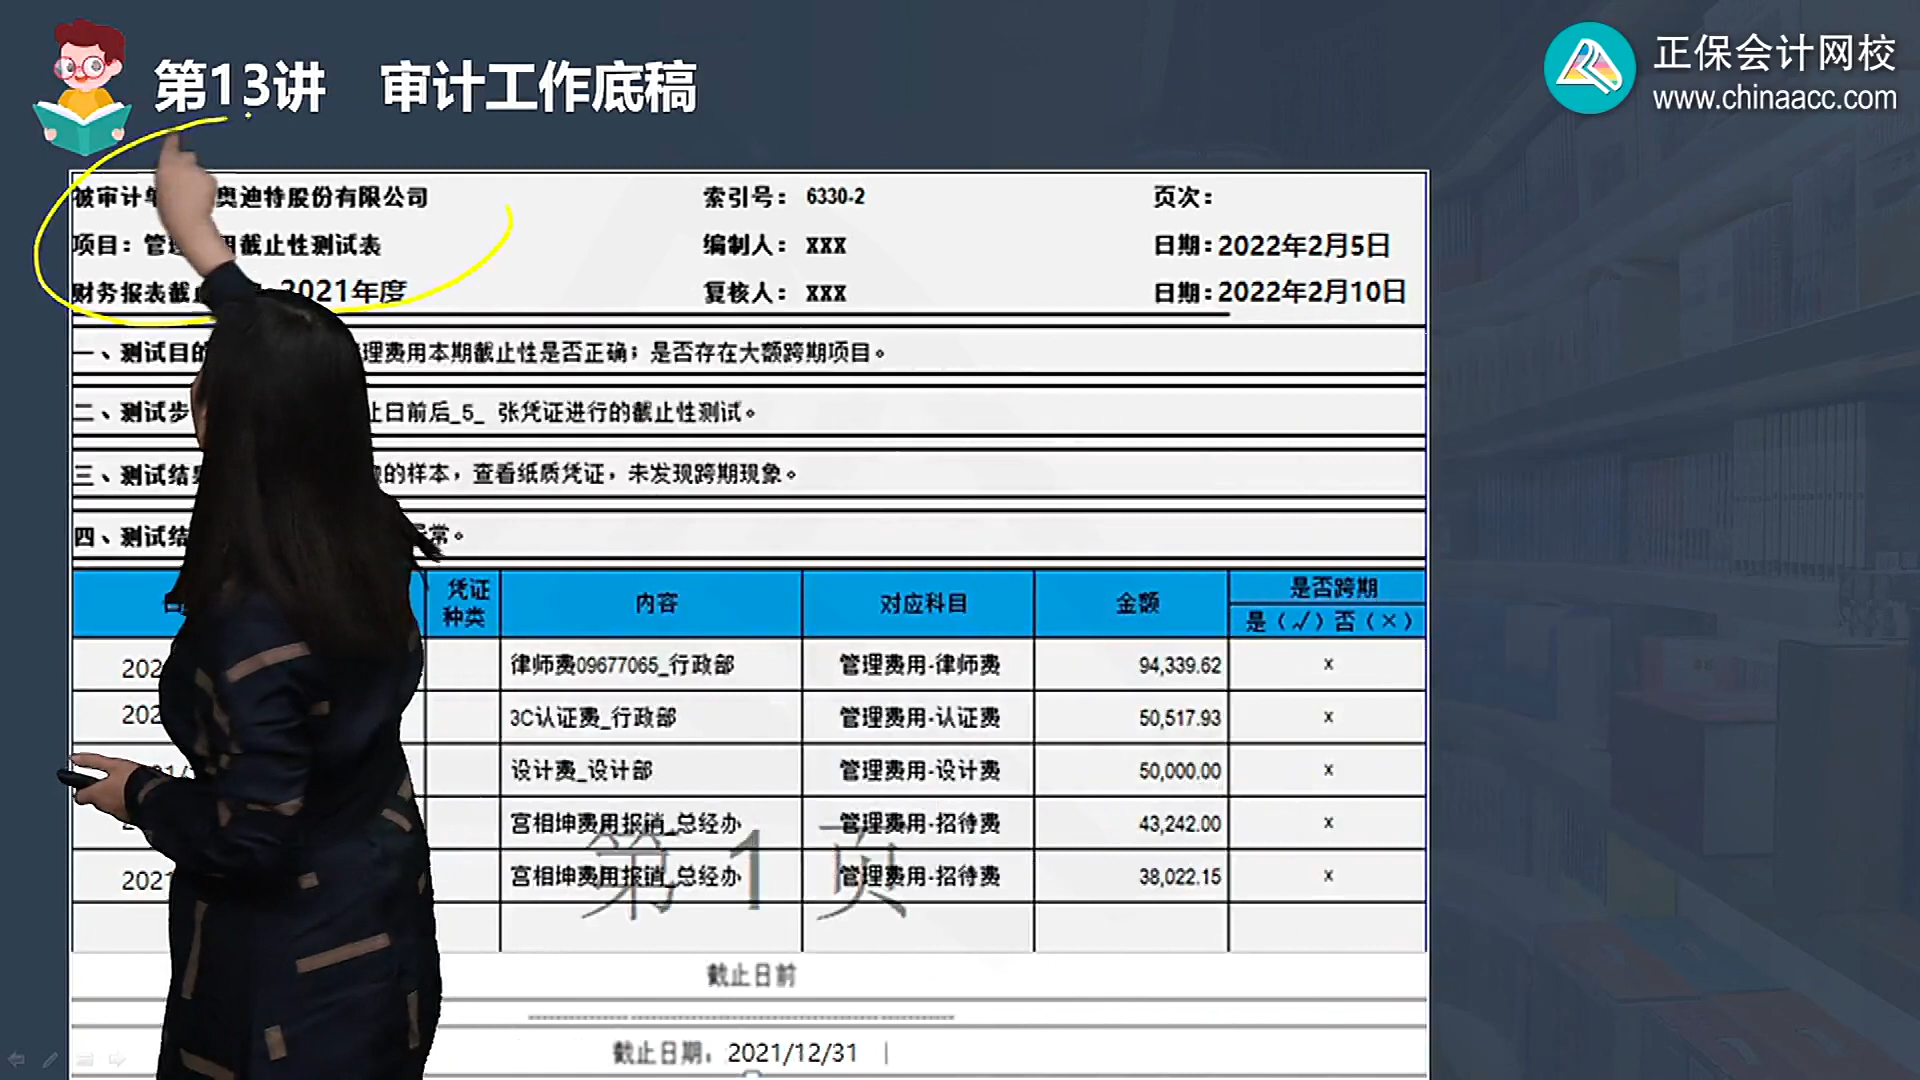 第13讲 审计工作底稿
正保会计网校
www.chinaacc.com
被审计单 奥迪特股份有限公司 索引号： 6330-2 页次：
项目：管理 用截止性测试表 编制人： XXX 日期：2022年2月5日
财务报表截止 2021年度 复核人： XXX 日期：2022年2月10日
一、测试目的 理费用本期截止性是否正确；是否存在大额跨期项目。
二、测试步 止日前后_5_ 张凭证进行的截止性测试。
三、测试结果 的样本，查看纸质凭证，未发现跨期现象。
四、测试结 常。
日 凭证种类 内容 对应科目 金额 是否跨期
是（√）否（×）
202 律师费09677065_行政部 管理费用-律师费 94,339.62 x
202 3C认证费_行政部 管理费用-认证费 50,517.93 x
设计费_设计部 管理费用-设计费 50,000.00 x
宫相坤费用报销_总经办 管理费用-招待费 43,242.00 x
2021 宫相坤费用报销_总经办 管理费用-招待费 38,022.15 x
第 1 页
截止日前
截止日期： 2021/12/31